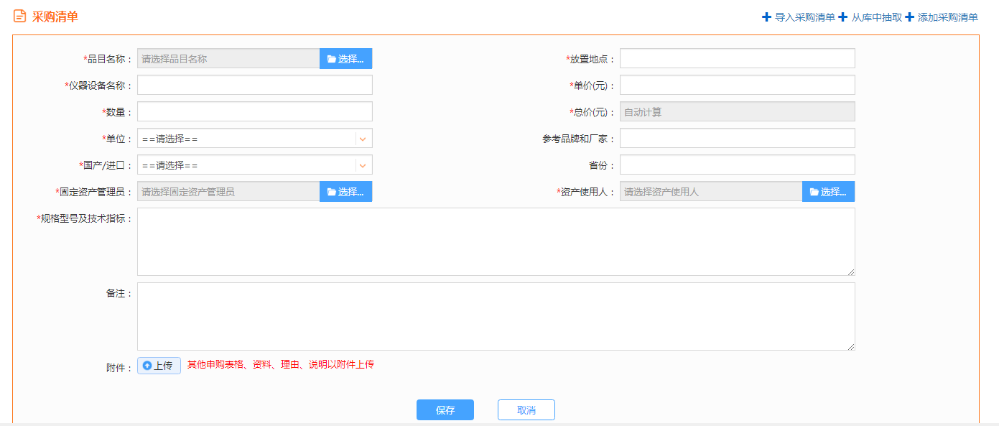 采购清单
导入采购清单 从库中抽取 添加采购清单
*品目名称： 请选择品目名称 选择... *放置地点：
*仪器设备名称： *单价(元)：
*数量： *总价(元)： 自动计算
*单位： ==请选择== 参考品牌和厂家：
*国产/进口： ==请选择== 省份：
*固定资产管理员： 请选择固定资产管理员 选择... *资产使用人： 请选择资产使用人 选择...
*规格型号及技术指标：
备注：
附件： 上传 其他申购表格、资料、理由、说明以附件上传
保存 取消